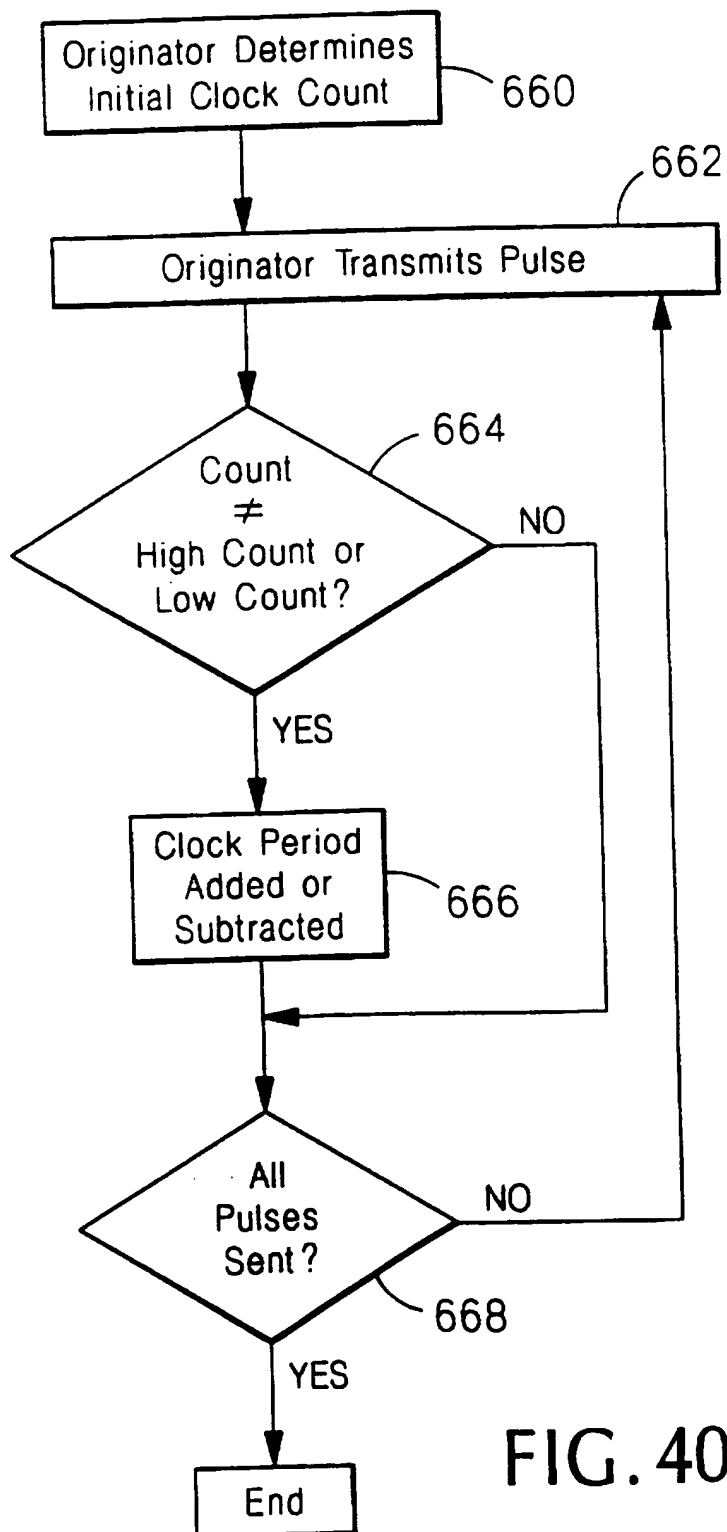 Originator Determines
Initial Clock Count
660
662
Originator Transmits Pulse
664
Count
≠
High Count or
Low Count?
NO
YES
Clock Period
Added or
Subtracted
666
All
Pulses
Sent?
NO
668
YES
End
FIG. 40